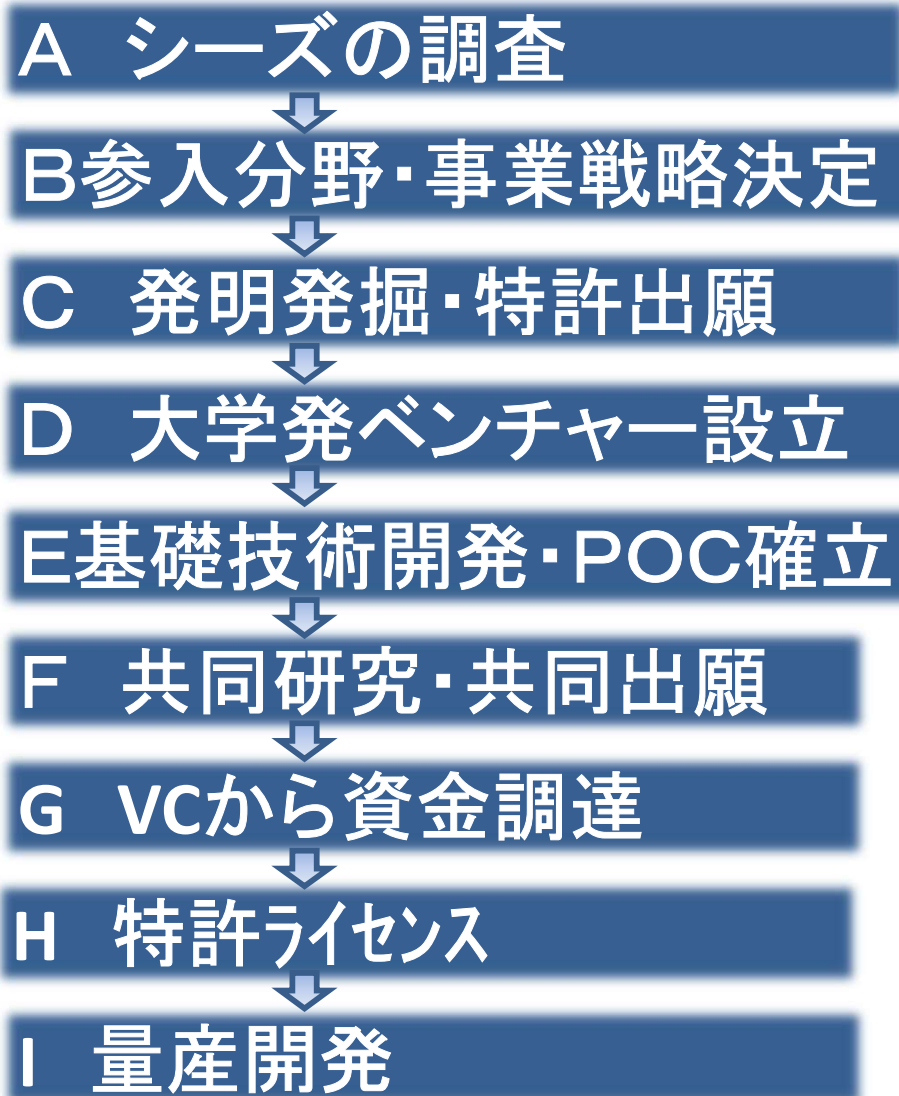 A　シーズの調査
B参入分野・事業戦略決定
C　発明発掘・特許出願
D　大学発ベンチャー設立
E基礎技術開発・POC確立
F　共同研究・共同出願
G　VCから資金調達
H　特許ライセンス
I　量産開発